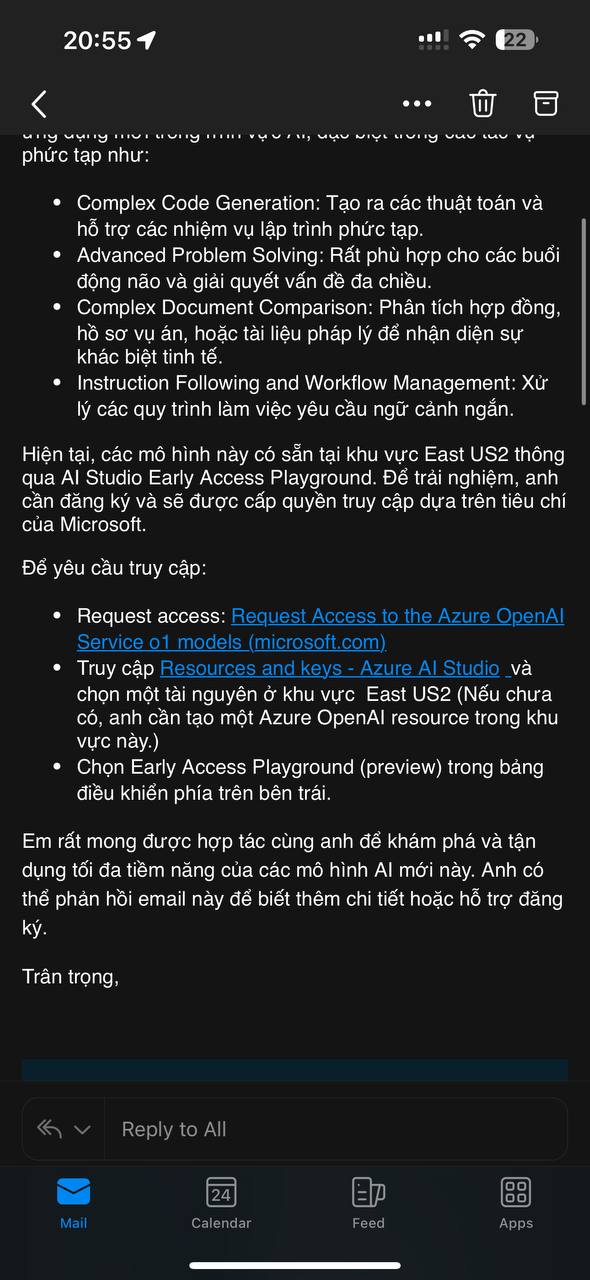 20:55
22
phức tạp như:
• Complex Code Generation: Tạo ra các thuật toán và
hỗ trợ các nhiệm vụ lập trình phức tạp.
• Advanced Problem Solving: Rất phù hợp cho các buổi
động não và giải quyết vấn đề đa chiều.
• Complex Document Comparison: Phân tích hợp đồng,
hồ sơ vụ án, hoặc tài liệu pháp lý để nhận diện sự
khác biệt tinh tế.
• Instruction Following and Workflow Management: Xử
lý các quy trình làm việc yêu cầu ngữ cảnh ngắn.
Hiện tại, các mô hình này có sẵn tại khu vực East US2 thông
qua AI Studio Early Access Playground. Để trải nghiệm, anh
cần đăng ký và sẽ được cấp quyền truy cập dựa trên tiêu chí
của Microsoft.
Để yêu cầu truy cập:
• Request access: Request Access to the Azure OpenAI
Service o1 models (microsoft.com)
• Truy cập Resources and keys - Azure AI Studio và
chọn một tài nguyên ở khu vực East US2 (Nếu chưa
có, anh cần tạo một Azure OpenAI resource trong khu
vực này.)
• Chọn Early Access Playground (preview) trong bảng
điều khiển phía trên bên trái.
Em rất mong được hợp tác cùng anh để khám phá và tận
dụng tối đa tiềm năng của các mô hình AI mới này. Anh có
thể phản hồi email này để biết thêm chi tiết hoặc hỗ trợ đăng
ký.
Trân trọng,
Reply to All
24
Mail
Calendar
Feed
Apps